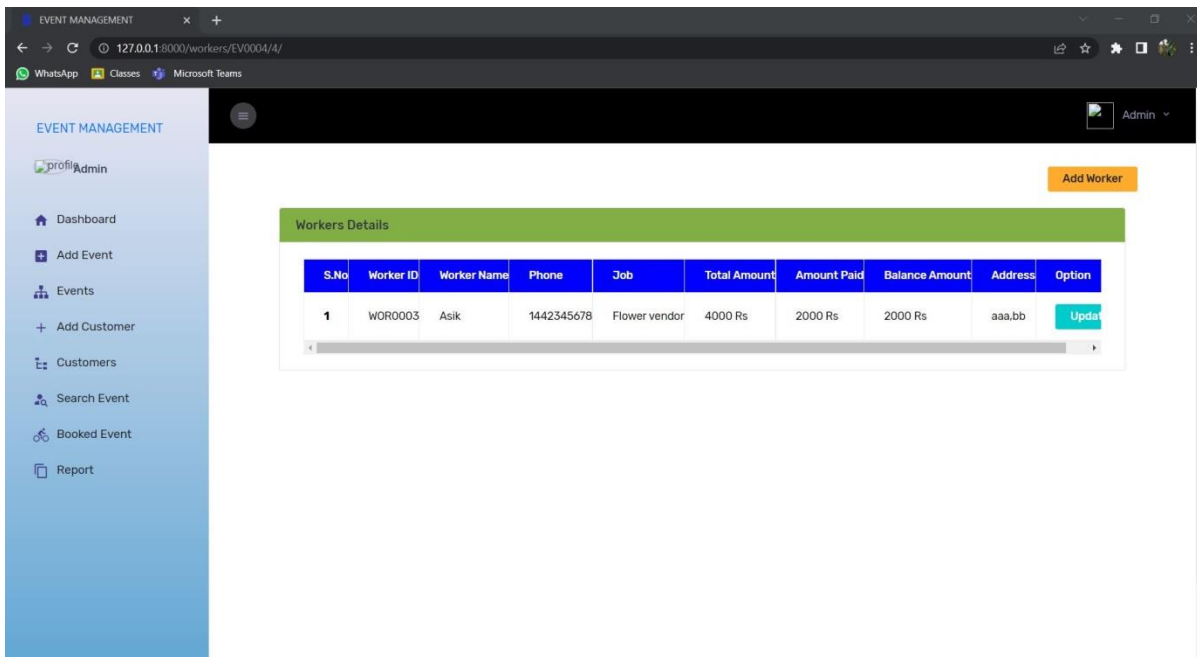 EVENT MANAGEMENT
127.0.0.1:8000/workers/EV0004/4/
WhatsApp Classes Microsoft Teams
EVENT MANAGEMENT
Admin
profile
Admin
Add Worker
Dashboard
Add Event
Events
Add Customer
Customers
Search Event
Booked Event
Report
Workers Details
S.No Worker ID Worker Name Phone Job Total Amount Amount Paid Balance Amount Address Option
1 WOR0003 Asik 1442345678 Flower vendor 4000 Rs 2000 Rs 2000 Rs aaa,bb Updat